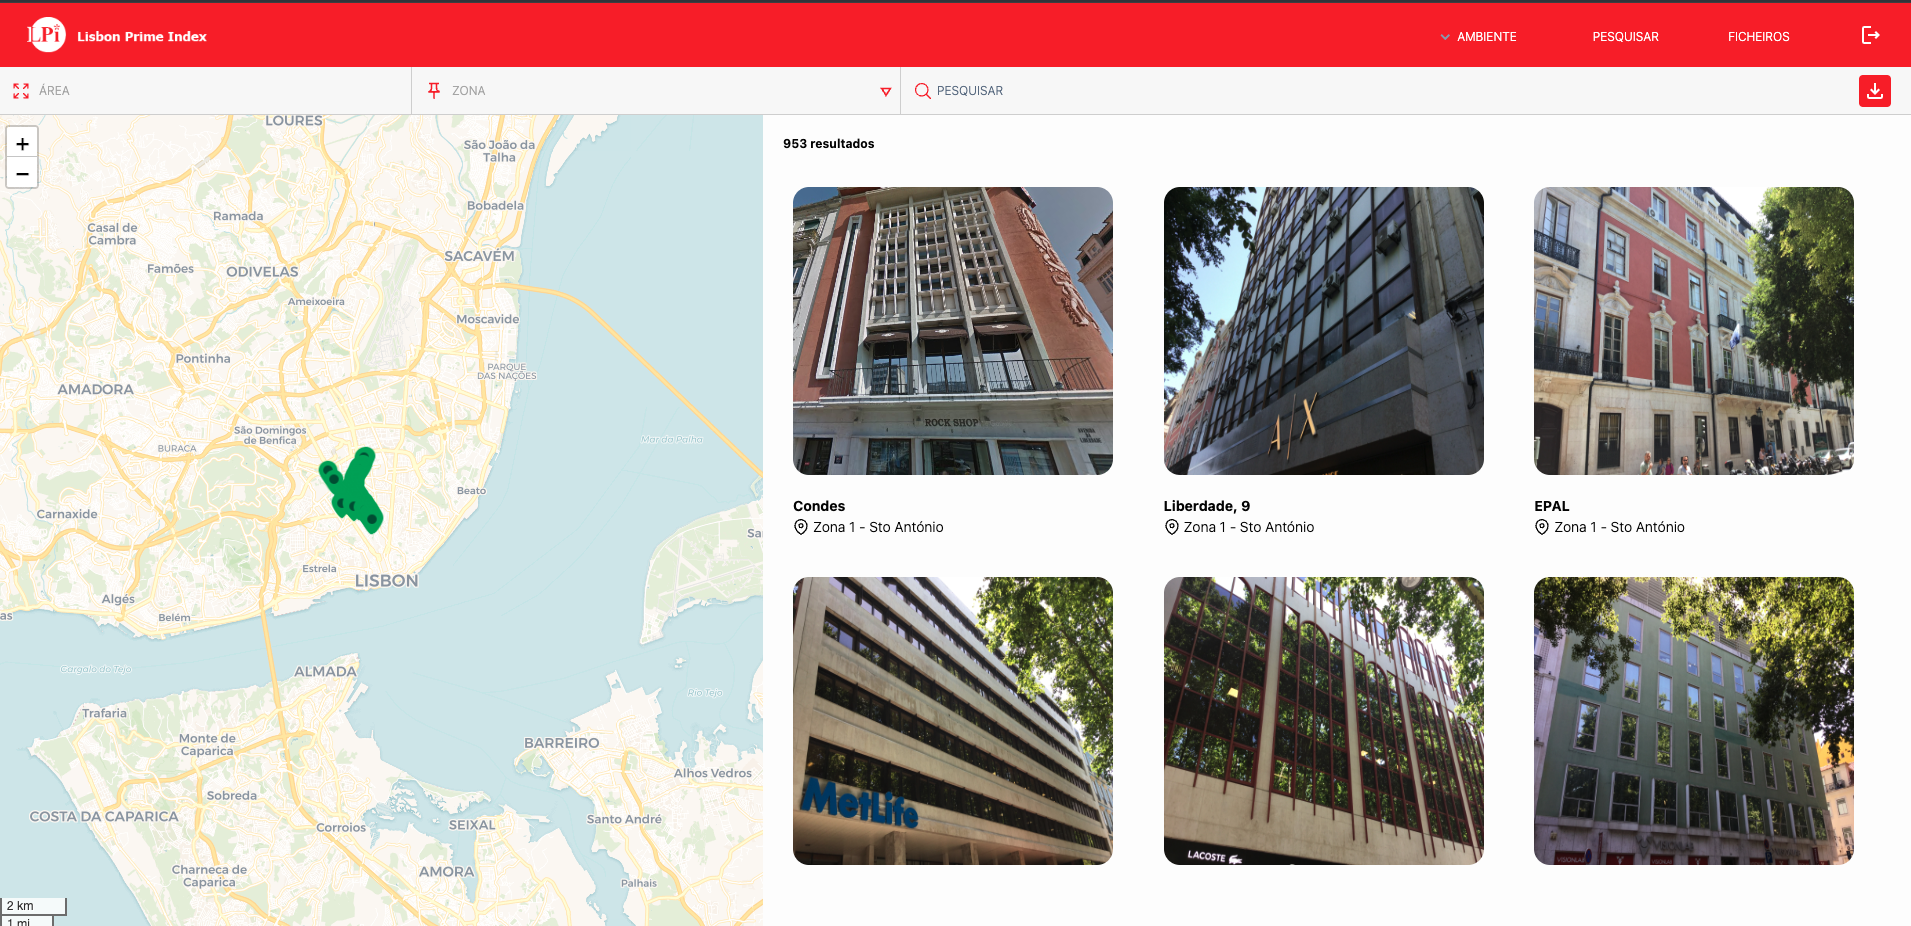 LPi
Lisbon Prime Index
AMBIENTE
PESQUISAR
FICHEIROS
ÁREA
ZONA
PESQUISAR
+
−
LOURES
São João da
Talha
Bobadela
Ramada
Casal de
Cambra
SACAVÉM
Famões
ODIVELAS
Ameixoeira
Moscavide
Pontinha
PARQUE
DAS NAÇÕES
AMADORA
São Domingos
de Benfica
BURACA
Mar da Palha
Beato
Carnaxide
Estrela
LISBON
Algés
Belém
Gargalo do Tejo
ALMADA
Rio Tejo
Trafaria
Monte de
Caparica
BARREIRO
Alhos Vedros
Sobreda
COSTA DA CAPARICA
Corroios
SEIXAL
Santo André
Charneca de
Caparica
AMORA
Palhais
2 km
1 mi
953 resultados
ROCK SHOP
AVENIDA
DA
LIBERDADE
A/X
Condes
Zona 1 - Sto António
Liberdade, 9
Zona 1 - Sto António
EPAL
Zona 1 - Sto António
MetLife
LACOSTE